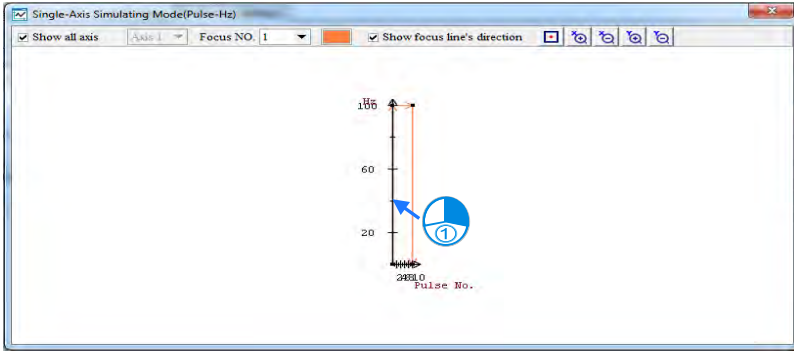 Single-Axis Simulating Mode(Pulse-Hz)
Show all axis Axis 1 Focus NO. 1 Show focus line's direction
Hz
100
60
20
1
10
Pulse No.